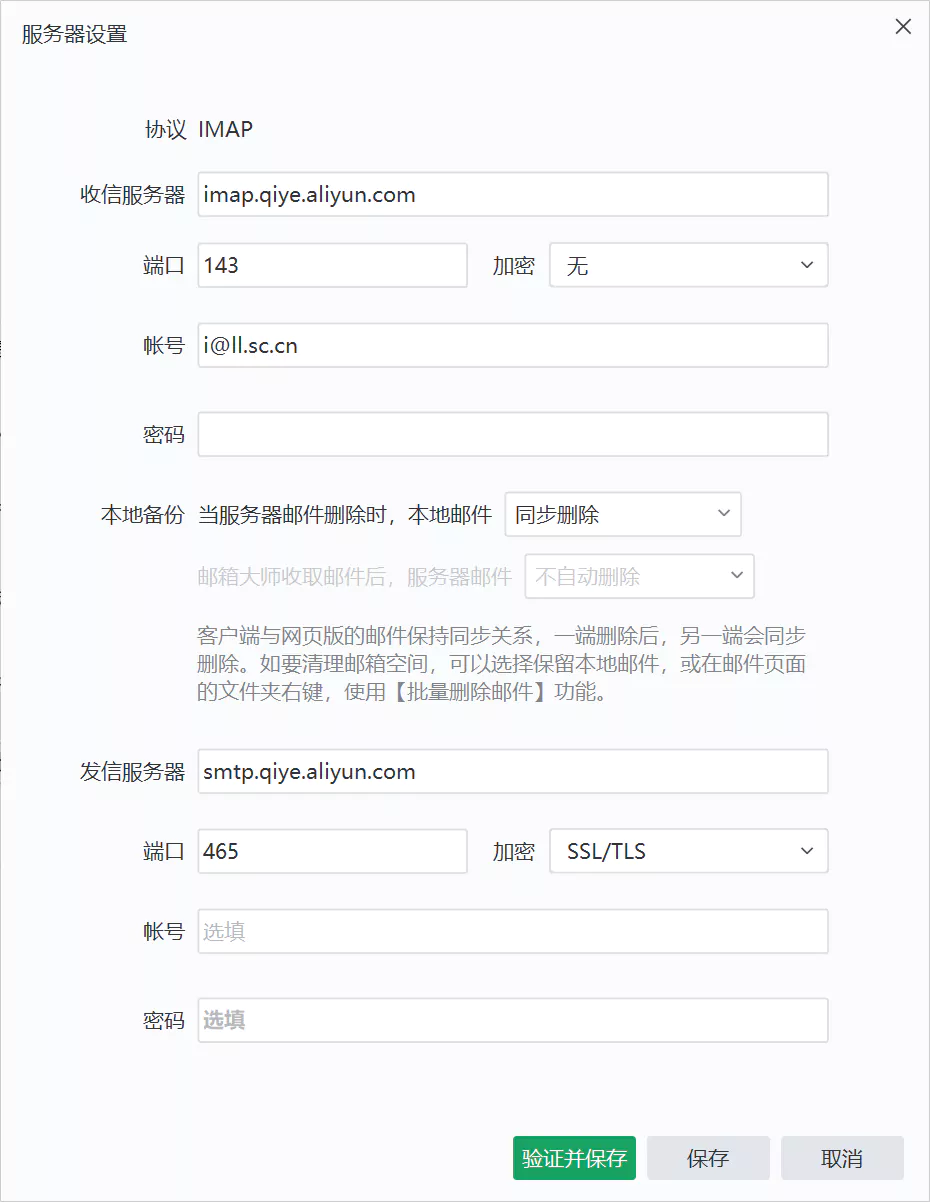 服务器设置
协议 IMAP
收信服务器 imap.qiye.aliyun.com
端口 143 加密 无
帐号 i@ll.sc.cn
密码
本地备份 当服务器邮件删除时，本地邮件 同步删除
邮箱大师收取邮件后，服务器邮件 不自动删除
客户端与网页版的邮件保持同步关系，一端删除后，另一端会同步
删除。如要清理邮箱空间，可以选择保留本地邮件，或在邮件页面
的文件夹右键，使用【批量删除邮件】功能。
发信服务器 smtp.qiye.aliyun.com
端口 465 加密 SSL/TLS
帐号 选填
密码 选填
验证并保存 保存 取消